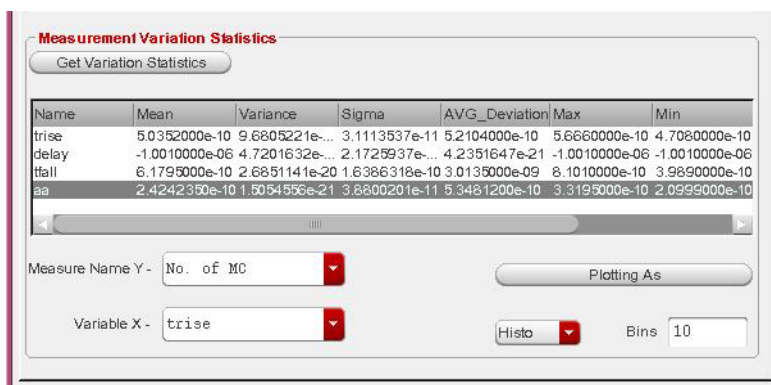 Measurement Variation Statistics
Get Variation Statistics
Name Mean Variance Sigma AVG_Deviation Max Min
trise 5.0352000e-10 9.6805221e-... 3.1113537e-11 5.2104000e-10 5.6660000e-10 4.7080000e-10
delay -1.0010000e-06 4.7201632e-... 2.1725937e-... 4.2351647e-21 -1.0010000e-06 -1.0010000e-06
tfall 6.1795000e-10 2.6851141e-20 1.6386318e-10 3.0135000e-09 8.1010000e-10 3.9890000e-10
aa 2.4242350e-10 1.5054556e-21 3.8800201e-11 5.3481200e-10 3.3195000e-10 2.0999000e-10
Measure Name Y - No. of MC Plotting As
Variable X - trise Histo Bins 10